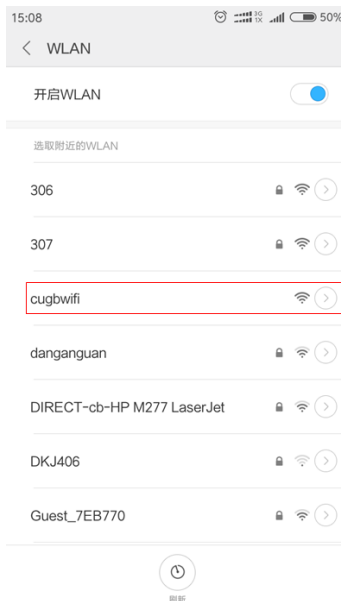 15:08 3G 1X 50%
WLAN
开启WLAN
选取附近的WLAN
306
307
cugbwifi
danganguan
DIRECT-cb-HP M277 LaserJet
DKJ406
Guest_7EB770
刷新